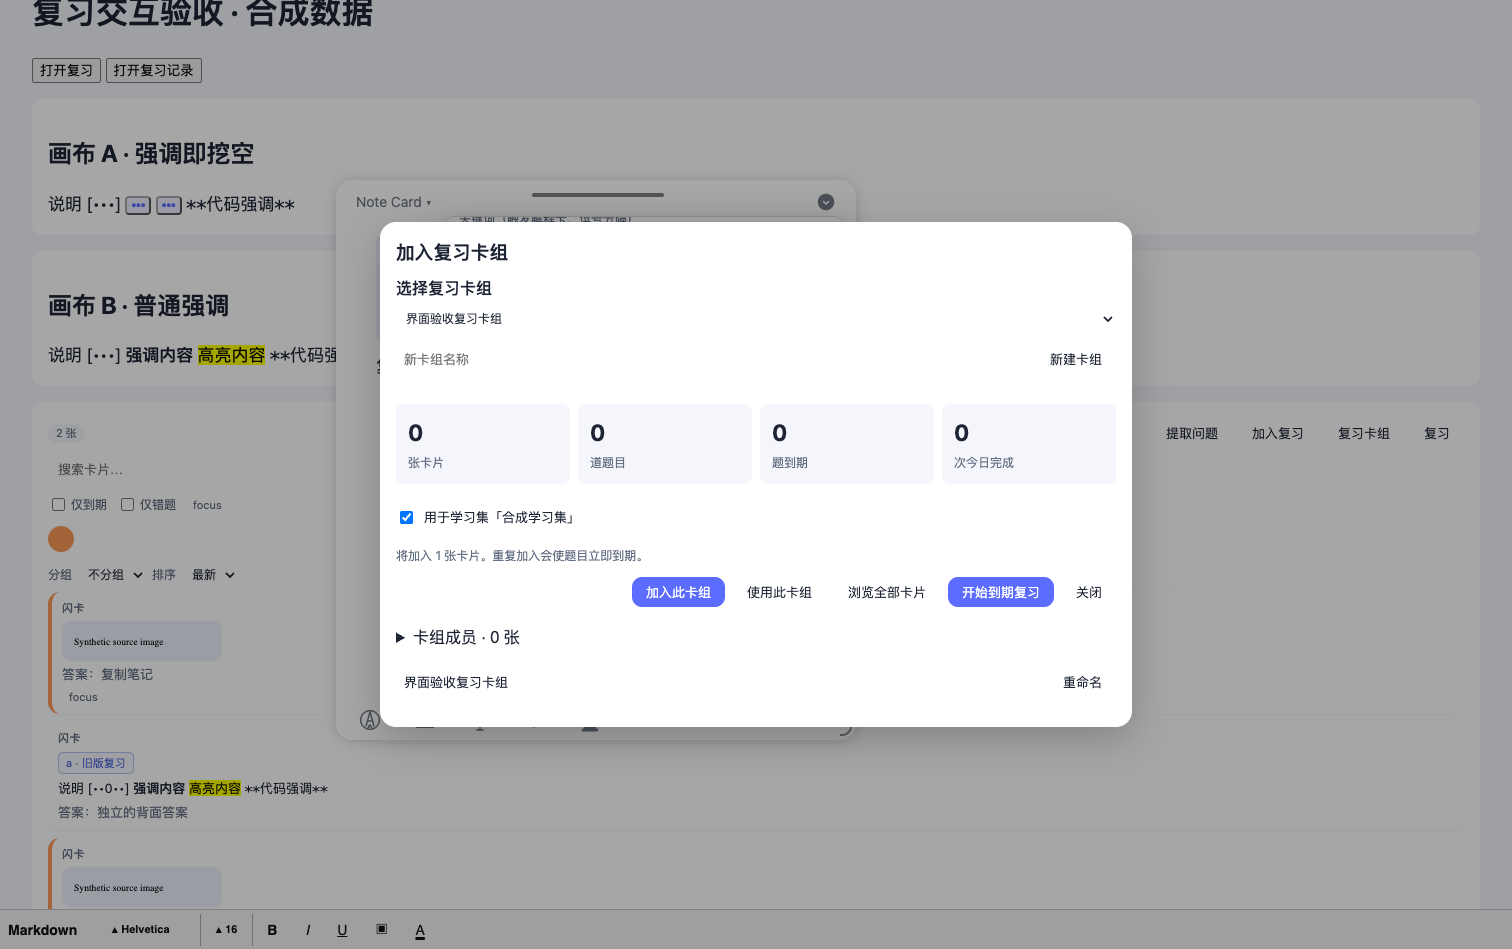 复习交互验收 · 合成数据
打开复习 打开复习记录
画布 A · 强调即挖空
说明 [•••] ••• ••• **代码强调**
画布 B · 普通强调
说明 [•••] 强调内容 高亮内容 **代码强
Note Card ▾
加入复习卡组
选择复习卡组
界面验收复习卡组
新卡组名称 新建卡组
0 0 0 0
张卡片 道题目 题到期 次今日完成
用于学习集「合成学习集」
将加入 1 张卡片。重复加入会使题目立即到期。
加入此卡组 使用此卡组 浏览全部卡片 开始到期复习 关闭
▶ 卡组成员 · 0 张
界面验收复习卡组 重命名
2 张 提取问题 加入复习 复习卡组 复习
搜索卡片...
仅到期 仅错题 focus
分组 不分组 排序 最新
闪卡
Synthetic source image
答案：复制笔记
focus
闪卡
a · 旧版复习
说明 [••0••] 强调内容 高亮内容 **代码强调**
答案：独立的背面答案
闪卡
Synthetic source image
Markdown ▲ Helvetica ▲ 16 B I U ▣ A